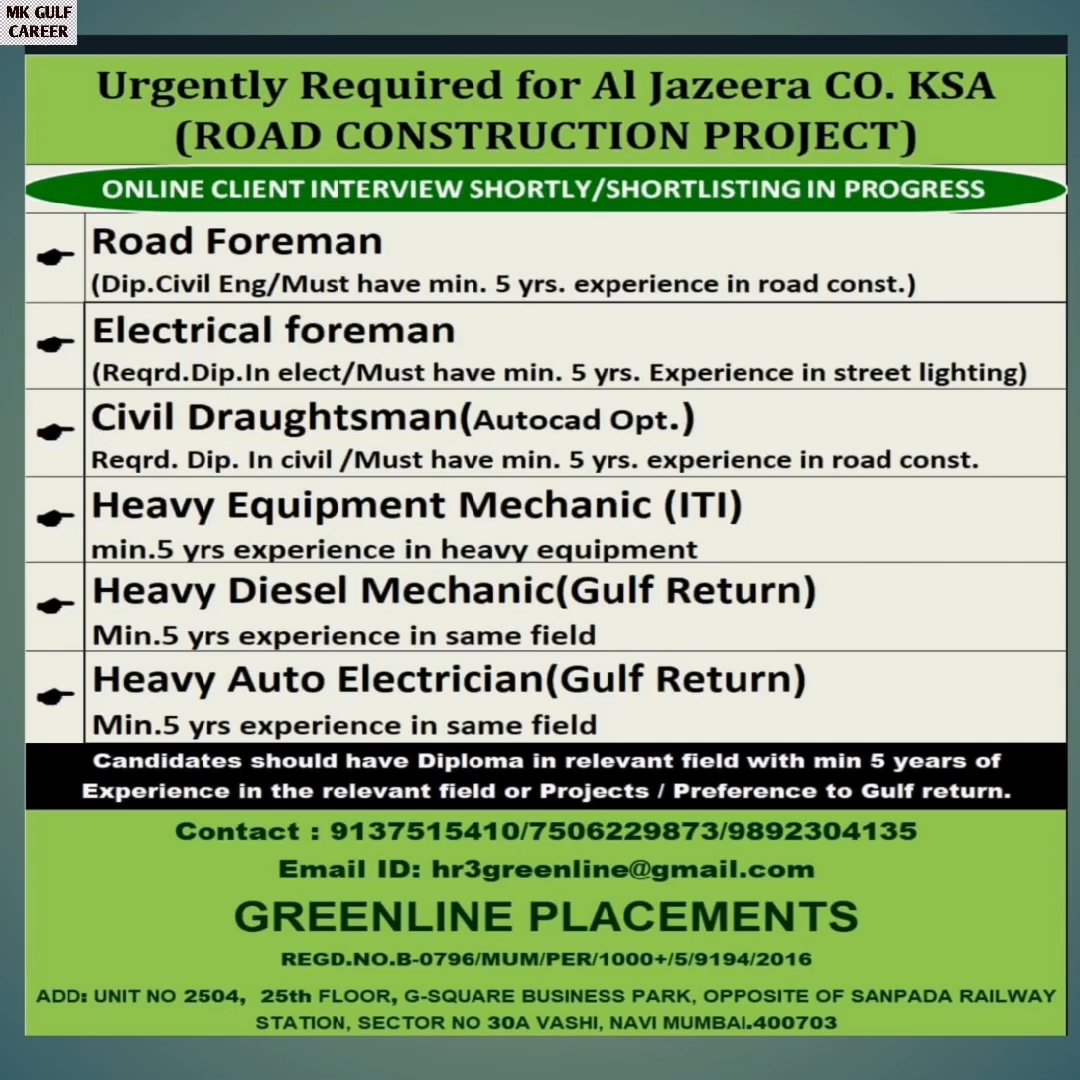 MK GULF
CAREER
Urgently Required for Al Jazeera CO. KSA
(ROAD CONSTRUCTION PROJECT)
ONLINE CLIENT INTERVIEW SHORTLY/SHORTLISTING IN PROGRESS
Road Foreman
(Dip.Civil Eng/Must have min. 5 yrs. experience in road const.)
Electrical foreman
(Reqrd.Dip.In elect/Must have min. 5 yrs. Experience in street lighting)
Civil Draughtsman(Autocad Opt.)
Reqrd. Dip. In civil /Must have min. 5 yrs. experience in road const.
Heavy Equipment Mechanic (ITI)
min.5 yrs experience in heavy equipment
Heavy Diesel Mechanic(Gulf Return)
Min.5 yrs experience in same field
Heavy Auto Electrician(Gulf Return)
Min.5 yrs experience in same field
Candidates should have Diploma in relevant field with min 5 years of
Experience in the relevant field or Projects / Preference to Gulf return.
Contact : 9137515410/7506229873/9892304135
Email ID: hr3greenline@gmail.com
GREENLINE PLACEMENTS
REGD.NO.B-0796/MUM/PER/1000+/5/9194/2016
ADD: UNIT NO 2504, 25th FLOOR, G-SQUARE BUSINESS PARK, OPPOSITE OF SANPADA RAILWAY
STATION, SECTOR NO 30A VASHI, NAVI MUMBAI.400703